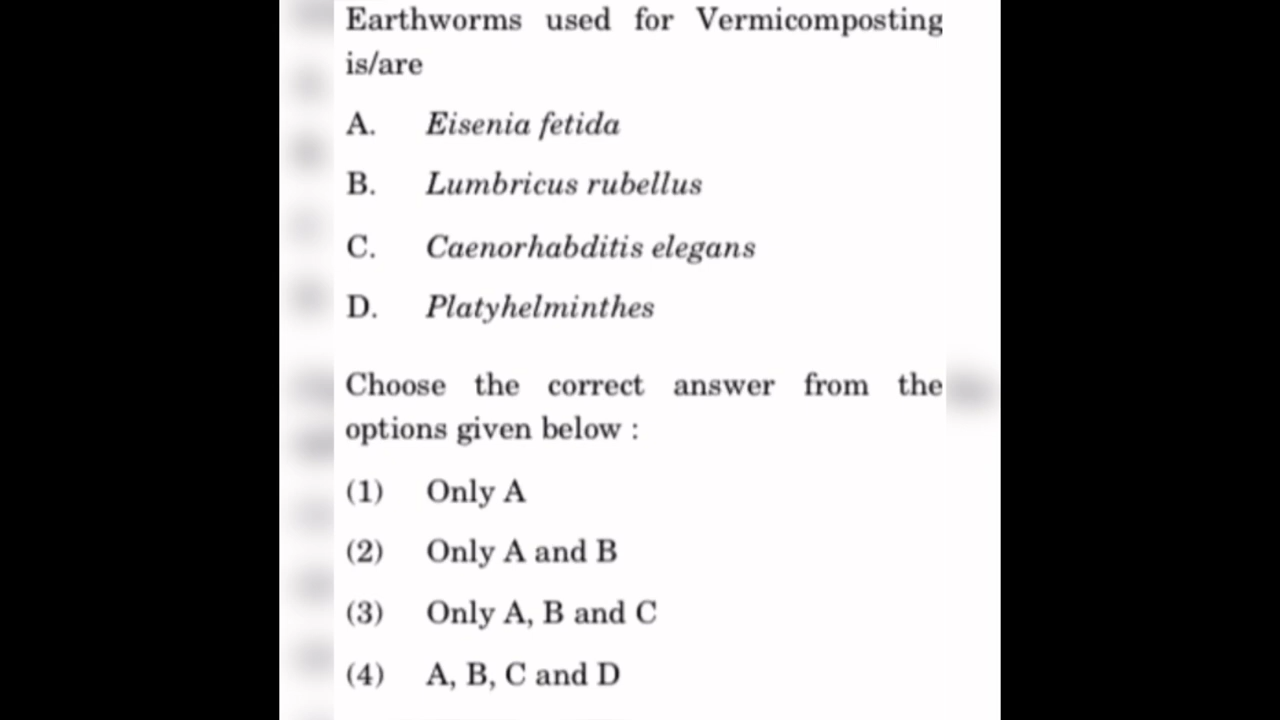 Earthworms used for Vermicomposting
is/are
A. Eisenia fetida
B. Lumbricus rubellus
C. Caenorhabditis elegans
D. Platyhelminthes
Choose the correct answer from the
options given below :
(1) Only A
(2) Only A and B
(3) Only A, B and C
(4) A, B, C and D